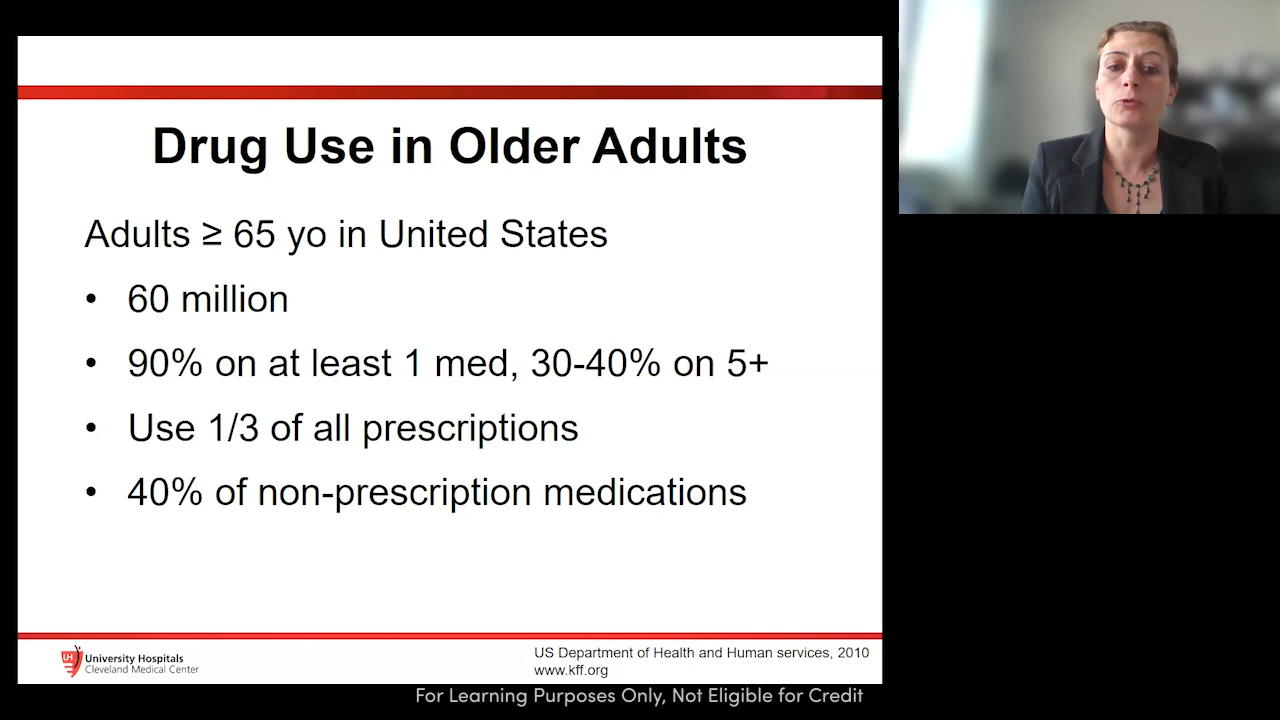 Drug Use in Older Adults
Adults ≥ 65 yo in United States
• 60 million
• 90% on at least 1 med, 30-40% on 5+
• Use 1/3 of all prescriptions
• 40% of non-prescription medications
UH University Hospitals
Cleveland Medical Center
US Department of Health and Human services, 2010
www.kff.org
For Learning Purposes Only, Not Eligible for Credit